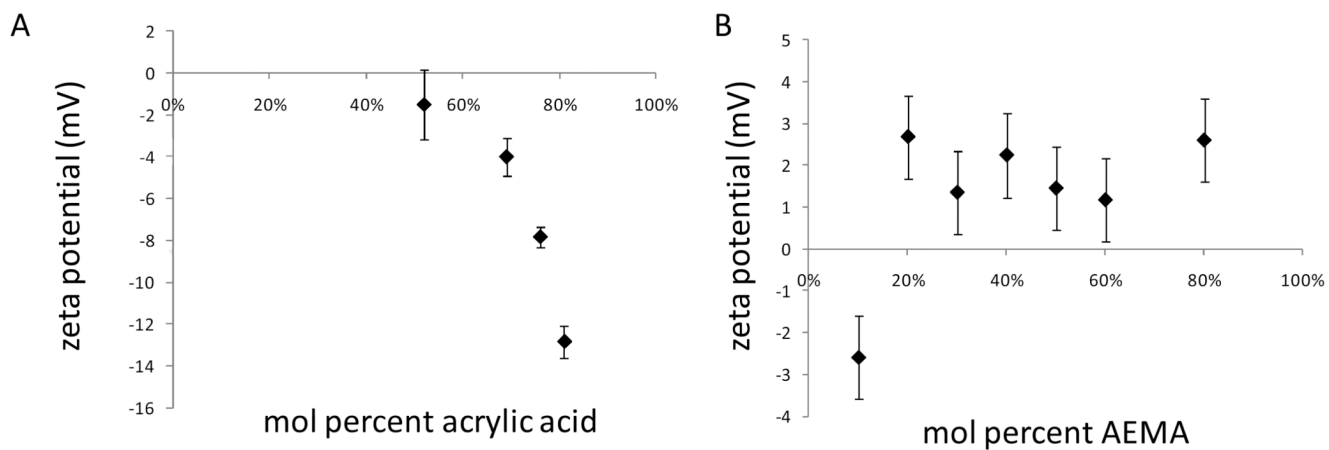 A
zeta potential (mV)
2
0
-2
-4
-6
-8
-10
-12
-14
-16
0% 20% 40% 60% 80% 100%
mol percent acrylic acid
B
zeta potential (mV)
5
4
3
2
1
0
-1
-2
-3
-4
0% 20% 40% 60% 80% 100%
mol percent AEMA